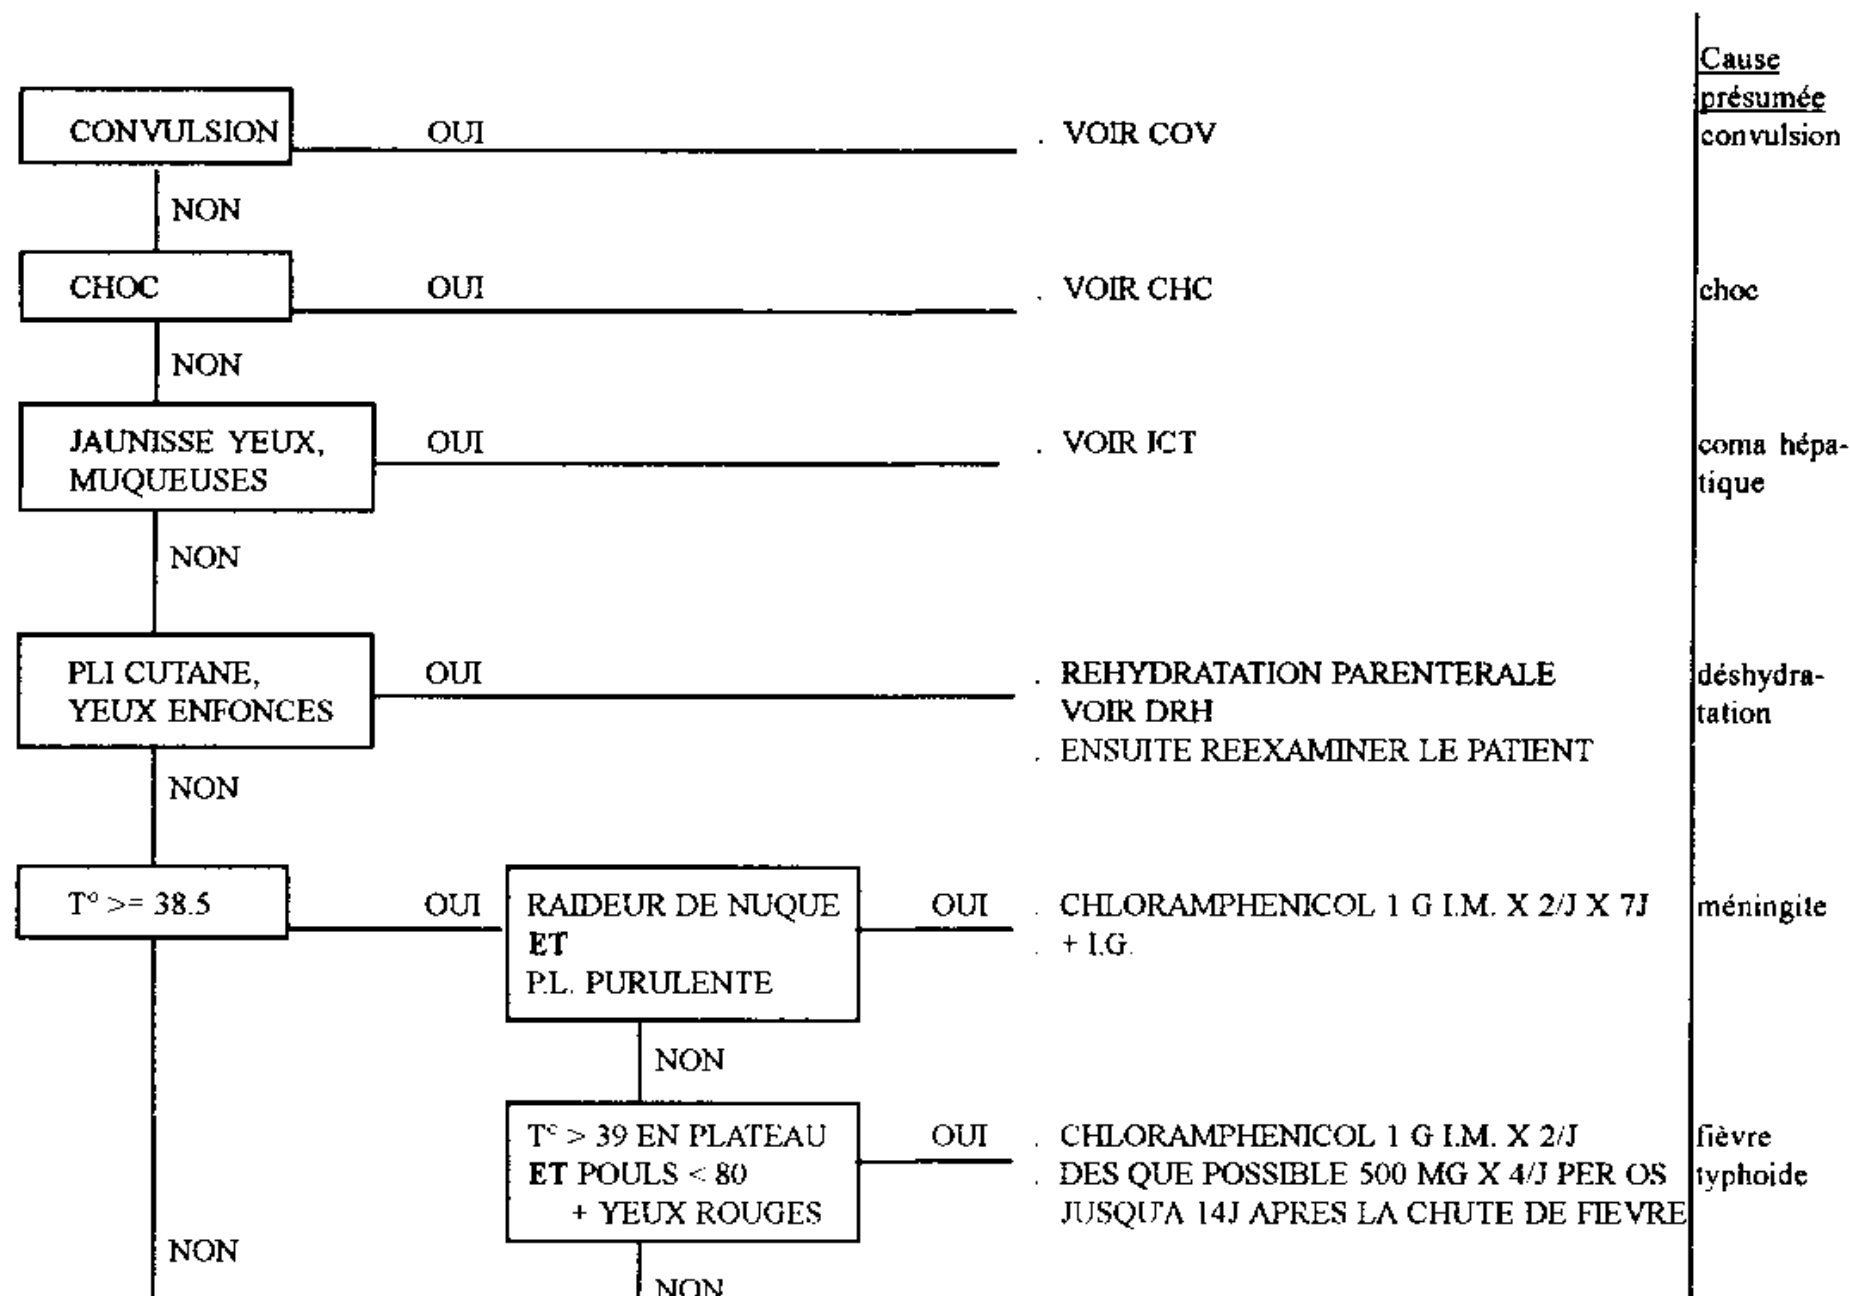 Cause
présumée
CONVULSION OUI . VOIR COV convulsion
NON
CHOC OUI . VOIR CHC choc
NON
JAUNISSE YEUX, OUI . VOIR ICT coma hépa-
MUQUEUSES tique
NON
PLI CUTANE, OUI . REHYDRATATION PARENTERALE déshydra-
YEUX ENFONCES VOIR DRH tation
. ENSUITE REEXAMINER LE PATIENT
NON
T° >= 38.5 OUI RAIDEUR DE NUQUE OUI . CHLORAMPHENICOL 1 G I.M. X 2/J X 7J méningite
ET . + I.G.
P.L. PURULENTE
NON
T° > 39 EN PLATEAU OUI . CHLORAMPHENICOL 1 G I.M. X 2/J fièvre
ET POULS < 80 . DES QUE POSSIBLE 500 MG X 4/J PER OS typhoide
+ YEUX ROUGES JUSQU'A 14J APRES LA CHUTE DE FIEVRE
NON
NON